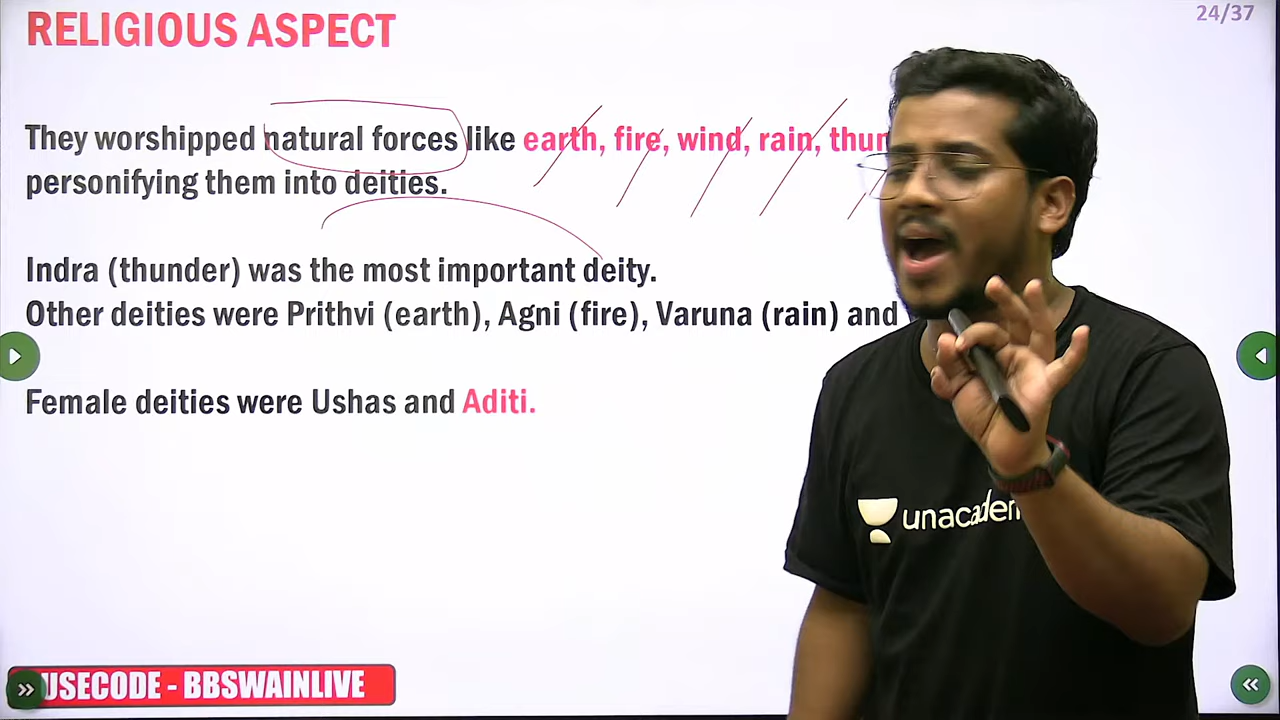 RELIGIOUS ASPECT
24/37
They worshipped natural forces like earth, fire, wind, rain,
personifying them into deities.
Indra (thunder) was the most important deity.
Other deities were Prithvi (earth), Agni (fire), Varuna (rain) and
Female deities were Ushas and Aditi.
USECODE - BBSWAINLIVE